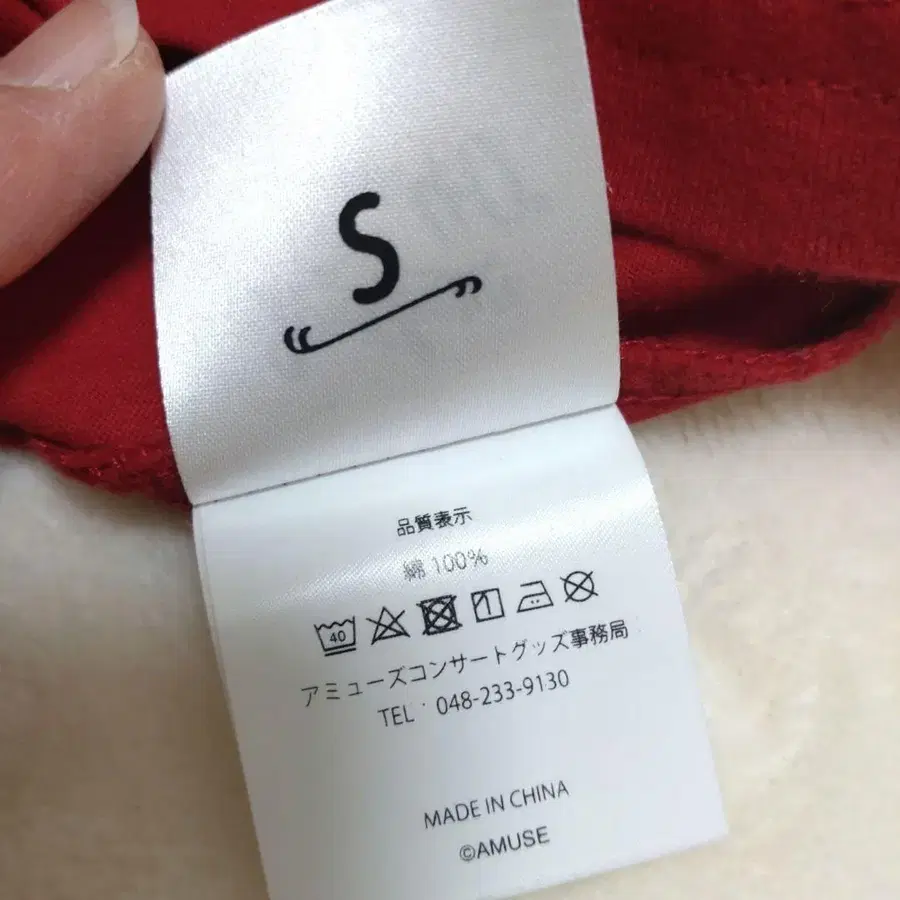 S
品質表示
綿 100%
40
アミューズコンサートグッズ事務局
TEL : 048-233-9130
MADE IN CHINA
©AMUSE